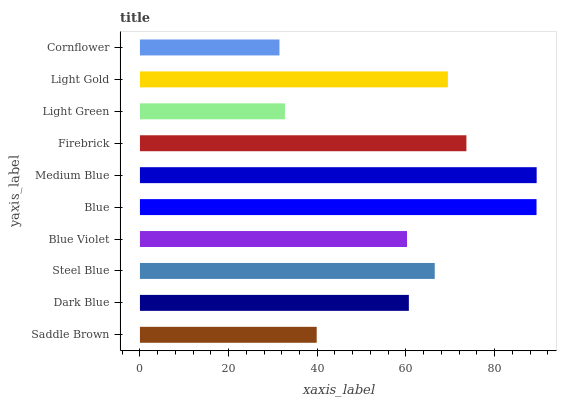 title
Cornflower
Light Gold
Light Green
Firebrick
Medium Blue
Blue
Blue Violet
Steel Blue
Dark Blue
Saddle Brown
yaxis_label
0 20 40 60 80
xaxis_label